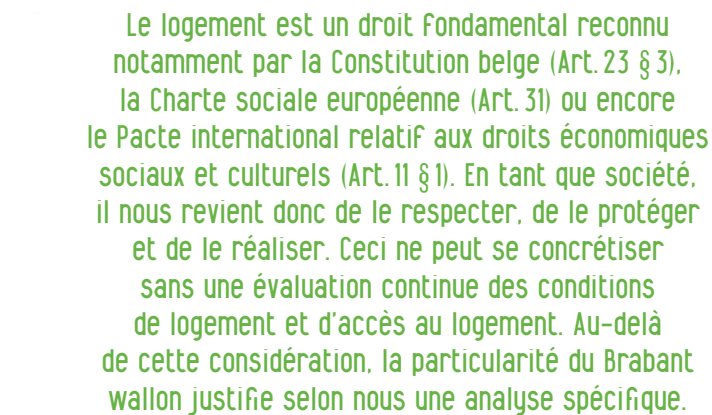 Le logement est un droit fondamental reconnu
notamment par la Constitution belge (Art. 23 § 3),
la Charte sociale européenne (Art. 31) ou encore
le Pacte international relatif aux droits économiques
sociaux et culturels (Art. 11 § 1). En tant que société,
il nous revient donc de le respecter, de le protéger
et de le réaliser. Ceci ne peut se concrétiser
sans une évaluation continue des conditions
de logement et d'accès au logement. Au-delà
de cette considération, la particularité du Brabant
wallon justifie selon nous une analyse spécifique.